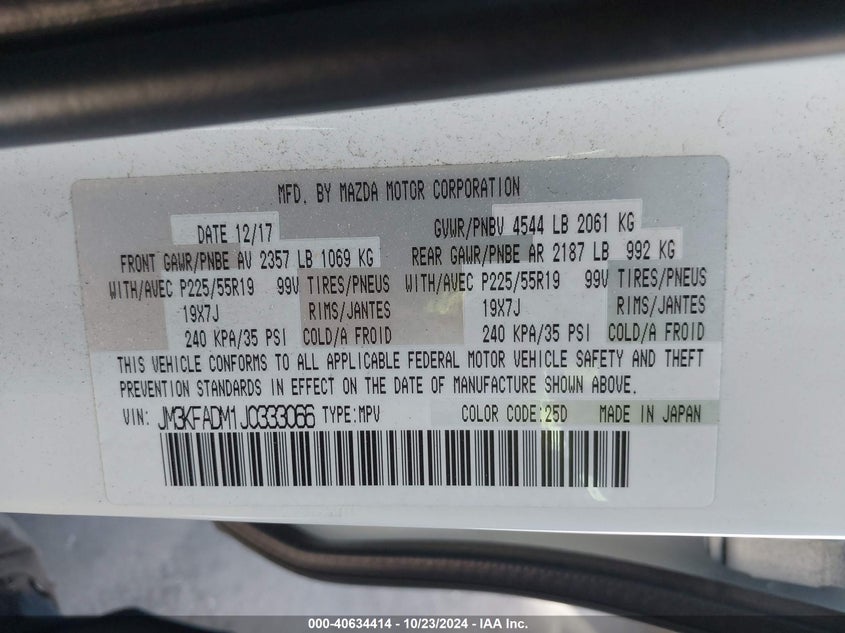 MFD. BY MAZDA MOTOR CORPORATION
DATE 12/17 GVWR/PNBV 4544 LB 2061 KG
FRONT GAWR/PNBE AV 2357 LB 1069 KG REAR GAWR/PNBE AR 2187 LB 992 KG
WITH/AVEC P225/55R19 99V TIRES/PNEUS WITH/AVEC P225/55R19 99V TIRES/PNEUS
19X7J RIMS/JANTES 19X7J RIMS/JANTES
240 KPA/35 PSI COLD/A FROID 240 KPA/35 PSI COLD/A FROID
THIS VEHICLE CONFORMS TO ALL APPLICABLE FEDERAL MOTOR VEHICLE SAFETY AND THEFT
PREVENTION STANDARDS IN EFFECT ON THE DATE OF MANUFACTURE SHOWN ABOVE.
VIN: JM3KFADM1J0333066 TYPE:MPV COLOR CODE:25D MADE IN JAPAN
000-40634414 - 10/23/2024 - IAA Inc.